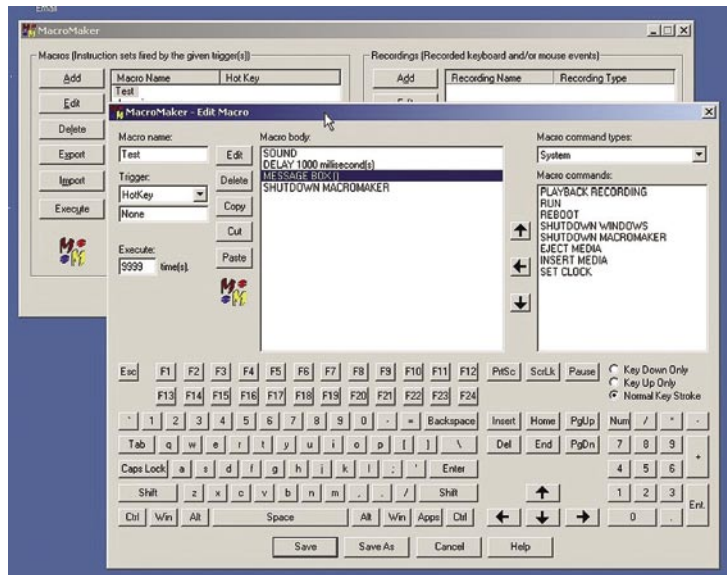 Email
MacroMaker
Macros (Instruction sets fired by the given trigger(s))
Recordings (Recorded keyboard and/or mouse events)
Add
Macro Name
Hot Key
Add
Recording Name
Recording Type
Test
Edit
Delete
Export
Import
Execute
MacroMaker - Edit Macro
Macro name:
Macro body:
Macro command types:
Test
Edit
SOUND
DELAY 1000 millisecond(s)
MESSAGE BOX()
SHUTDOWN MACROMAKER
System
Trigger:
Delete
Macro commands:
HotKey
Copy
None
Cut
PLAYBACK RECORDING
RUN
REBOOT
SHUTDOWN WINDOWS
SHUTDOWN MACROMAKER
EJECT MEDIA
INSERT MEDIA
SET CLOCK
Execute:
Paste
9999 time(s).
Esc F1 F2 F3 F4 F5 F6 F7 F8 F9 F10 F11 F12 PrtSc ScrLk Pause
Key Down Only
Key Up Only
Normal Key Stroke
F13 F14 F15 F16 F17 F18 F19 F20 F21 F22 F23 F24
` 1 2 3 4 5 6 7 8 9 0 - = Backspace Insert Home PgUp Num / * -
Tab q w e r t y u i o p [ ] \ Del End PgDn 7 8 9 +
Caps Lock a s d f g h j k l ; ' Enter 4 5 6
Shift z x c v b n m , . / Shift 1 2 3 Ent.
Ctrl Win Alt Space Alt Win Apps Ctrl 0 .
Save Save As Cancel Help